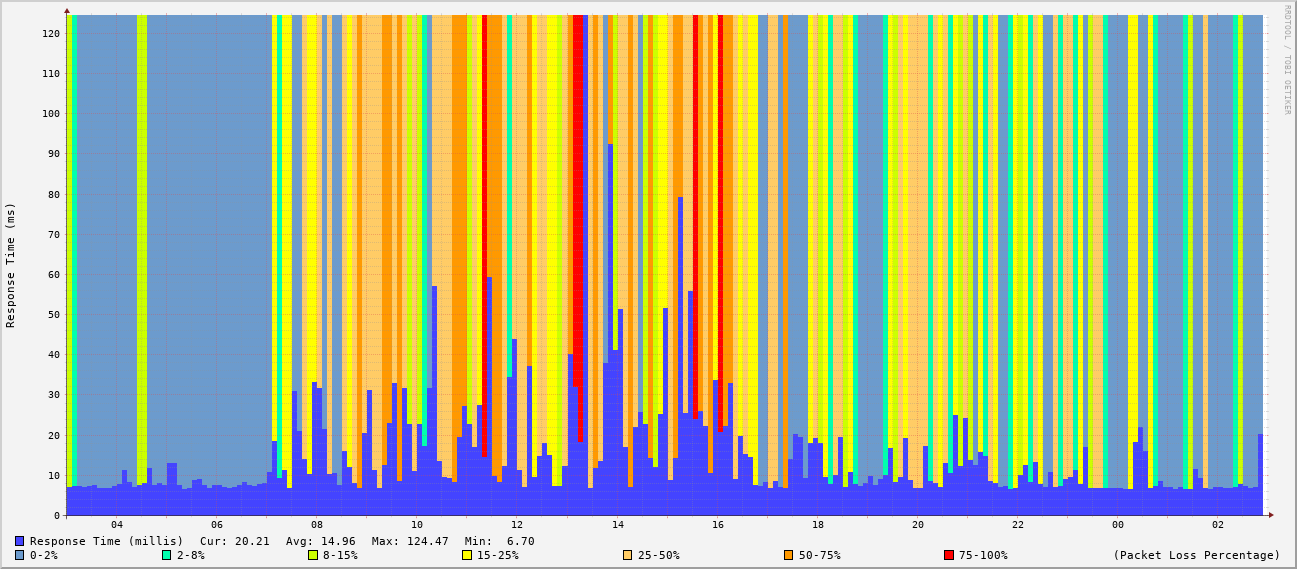 RRDTOOL / TOBI OETIKER
Response Time (ms)
120
110
100
90
80
70
60
50
40
30
20
10
0
04 06 08 10 12 14 16 18 20 22 00 02
Response Time (millis) Cur: 20.21 Avg: 14.96 Max: 124.47 Min: 6.70
0-2% 2-8% 8-15% 15-25% 25-50% 50-75% 75-100% (Packet Loss Percentage)